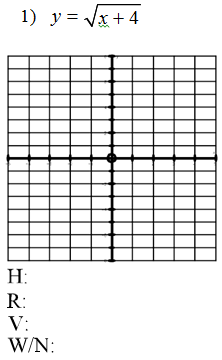 1) y = √(x + 4)
H:
R:
V:
W/N: